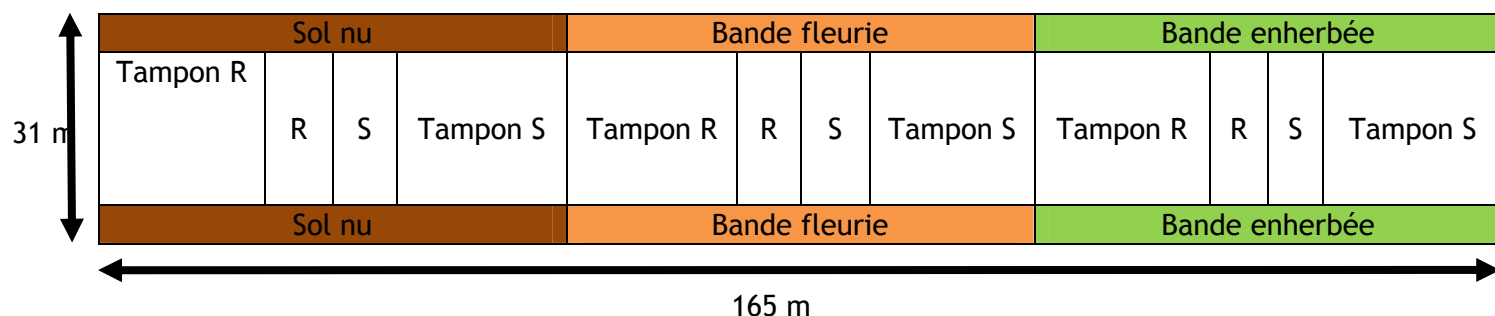 Sol nu Bande fleurie Bande enherbée
Tampon R
31 m R S Tampon S Tampon R R S Tampon S Tampon R R S Tampon S
Sol nu Bande fleurie Bande enherbée
165 m